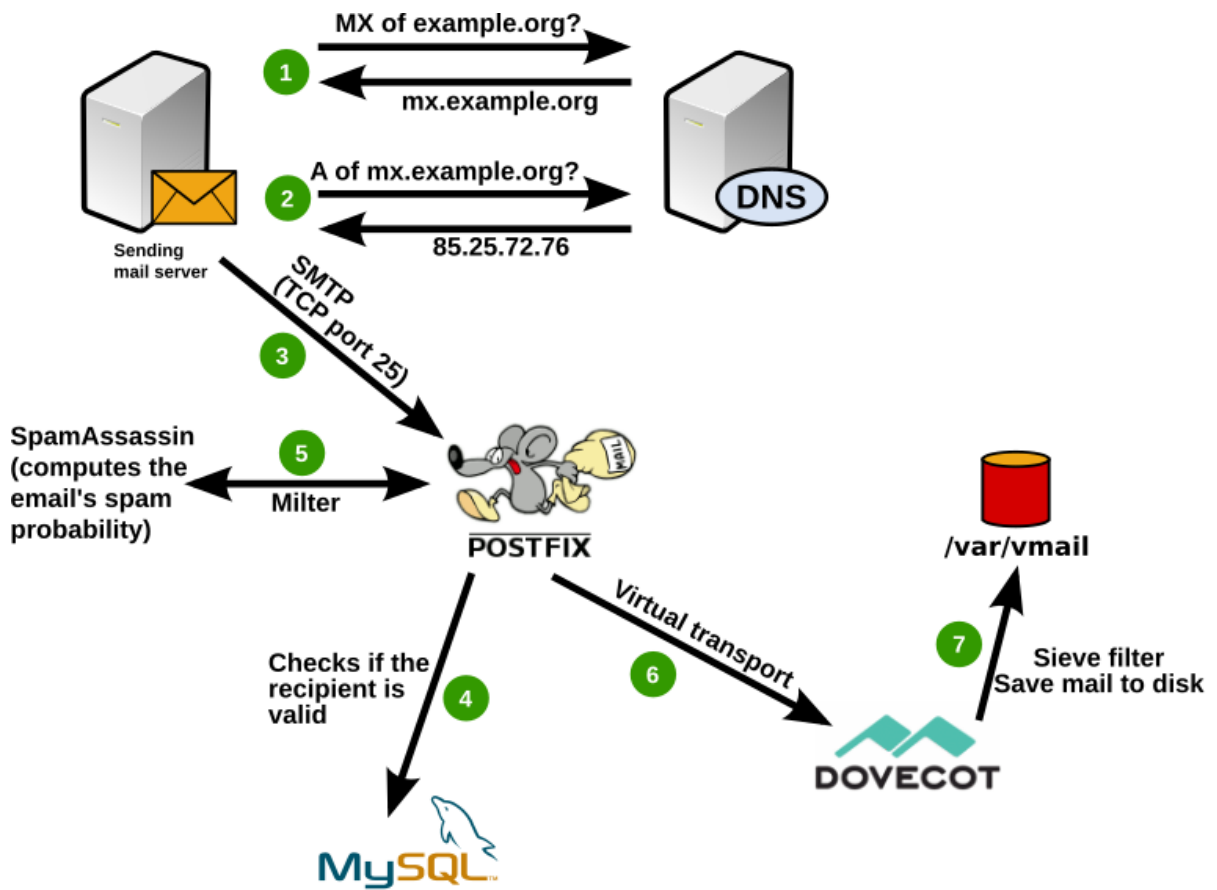 MX of example.org?
1
mx.example.org
A of mx.example.org?
2
DNS
85.25.72.76
Sending
mail server
SMTP
(TCP port 25)
3
SpamAssassin
(computes the
email's spam
probability)
5
Milter
MAIL
POSTFIX
/var/vmail
Virtual transport
6
7
Sieve filter
Save mail to disk
Checks if the
recipient is
valid
4
DOVECOT
MySQL™